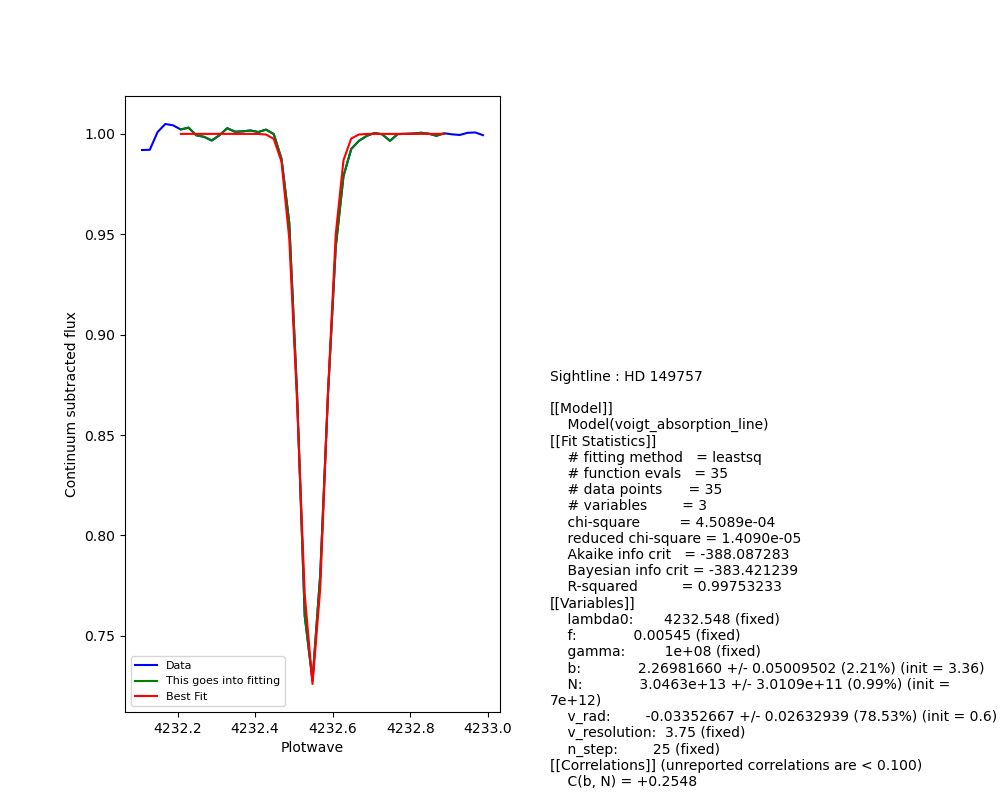 1.00
0.95
0.90
0.85
0.80
0.75
Continuum subtracted flux
Data
This goes into fitting
Best Fit
4232.2 4232.4 4232.6 4232.8 4233.0
Plotwave
Sightline : HD 149757
[[Model]]
Model(voigt_absorption_line)
[[Fit Statistics]]
# fitting method = leastsq
# function evals = 35
# data points = 35
# variables = 3
chi-square = 4.5089e-04
reduced chi-square = 1.4090e-05
Akaike info crit = -388.087283
Bayesian info crit = -383.421239
R-squared = 0.99753233
[[Variables]]
lambda0: 4232.548 (fixed)
f: 0.00545 (fixed)
gamma: 1e+08 (fixed)
b: 2.26981660 +/- 0.05009502 (2.21%) (init = 3.36)
N: 3.0463e+13 +/- 3.0109e+11 (0.99%) (init =
7e+12)
v_rad: -0.03352667 +/- 0.02632939 (78.53%) (init = 0.6)
v_resolution: 3.75 (fixed)
n_step: 25 (fixed)
[[Correlations]] (unreported correlations are < 0.100)
C(b, N) = +0.2548